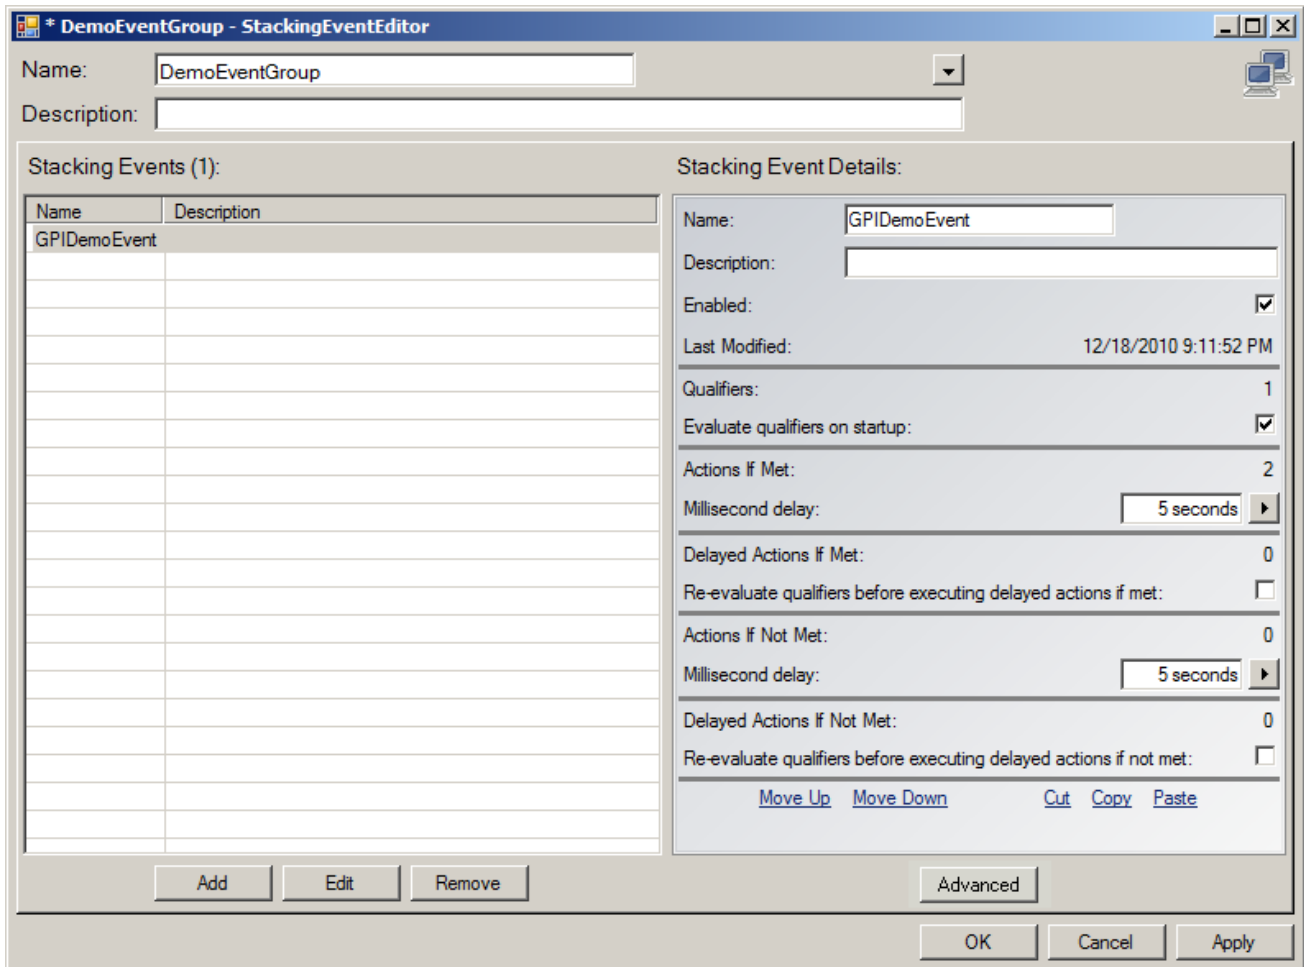 * DemoEventGroup - StackingEventEditor
Name: DemoEventGroup
Description:
Stacking Events (1):
Name Description
GPIDemoEvent
Add Edit Remove
Stacking Event Details:
Name: GPIDemoEvent
Description:
Enabled:
Last Modified: 12/18/2010 9:11:52 PM
Qualifiers: 1
Evaluate qualifiers on startup:
Actions If Met: 2
Millisecond delay: 5 seconds
Delayed Actions If Met: 0
Re-evaluate qualifiers before executing delayed actions if met:
Actions If Not Met: 0
Millisecond delay: 5 seconds
Delayed Actions If Not Met: 0
Re-evaluate qualifiers before executing delayed actions if not met:
Move Up Move Down Cut Copy Paste
Advanced
OK Cancel Apply